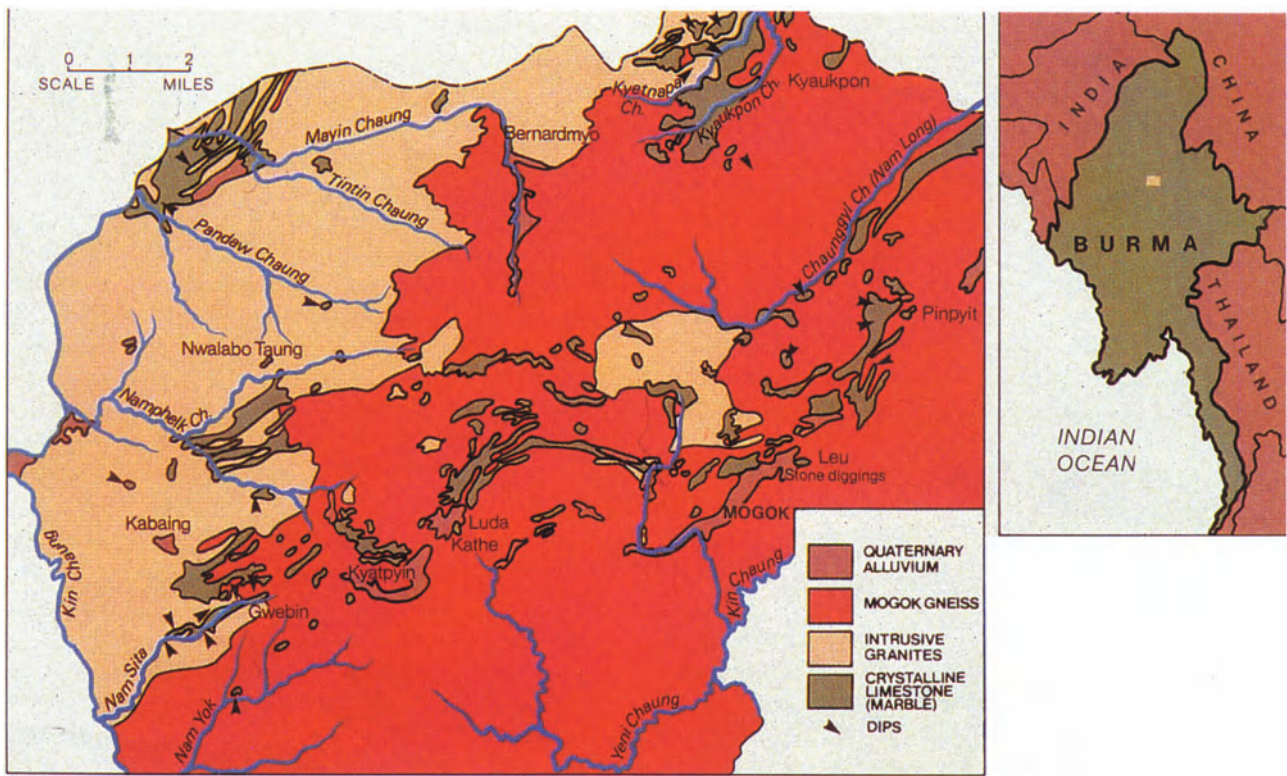 0 1 2
SCALE MILES
Kyetnapa
Ch.
Kyaukpon
Kyaukpon Ch.
Mayin Chaung
Bernardmyo
Chaunggyi Ch (Nam Long)
Tintin Chaung
Pandaw Chaung
Pinpyit
Nwalabo Taung
Namphelk Ch.
Leu
Stone diggings
Kabaing
Luda
Kathe
MOGOK
Kyatpyin
Kin Chaung
Gwebin
Kin Chaung
Nam Sita
Nam Yok
Yeni Chaung
QUATERNARY
ALLUVIUM
MOGOK GNEISS
INTRUSIVE
GRANITES
CRYSTALLINE
LIMESTONE
(MARBLE)
DIPS
INDIA
CHINA
BURMA
THAILAND
INDIAN
OCEAN